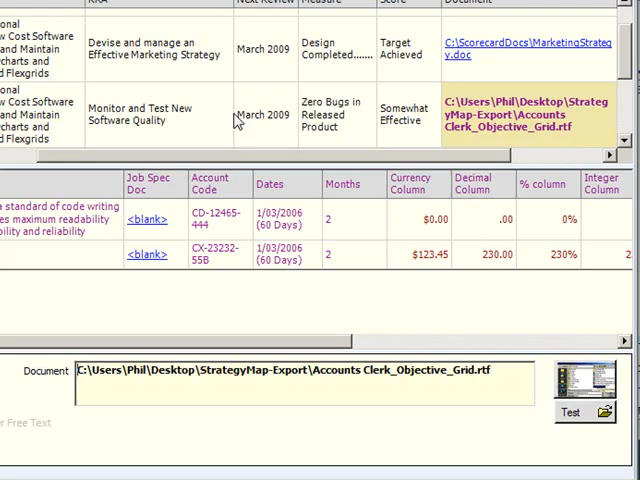 KRA Next Review Measure Score Document
onal
ew Cost Software
and Maintain
charts and
d Flexgrids
Devise and manage an
Effective Marketing Strategy
March 2009
Design
Completed.......
Target
Achieved
C:\ScorecardDocs\MarketingStrateg
y.doc
onal
ew Cost Software
and Maintain
charts and
d Flexgrids
Monitor and Test New
Software Quality
March 2009
Zero Bugs in
Released
Product
Somewhat
Effective
C:\Users\Phil\Desktop\Strateg
yMap-Export\Accounts
Clerk_Objective_Grid.rtf
Job Spec
Doc
Account
Code
Dates
Months
Currency
Column
Decimal
Column
% column
Integer
Column
a standard of code writing
es maximum readability
bility and reliability
<blank>
CD-12465-
444
1/03/2006
(60 Days)
2
$0.00
.00
0%
<blank>
CX-23232-
55B
1/03/2006
(60 Days)
2
$123.45
230.00
230%
2
Document
C:\Users\Phil\Desktop\StrategyMap-Export\Accounts Clerk_Objective_Grid.rtf
Test
r Free Text